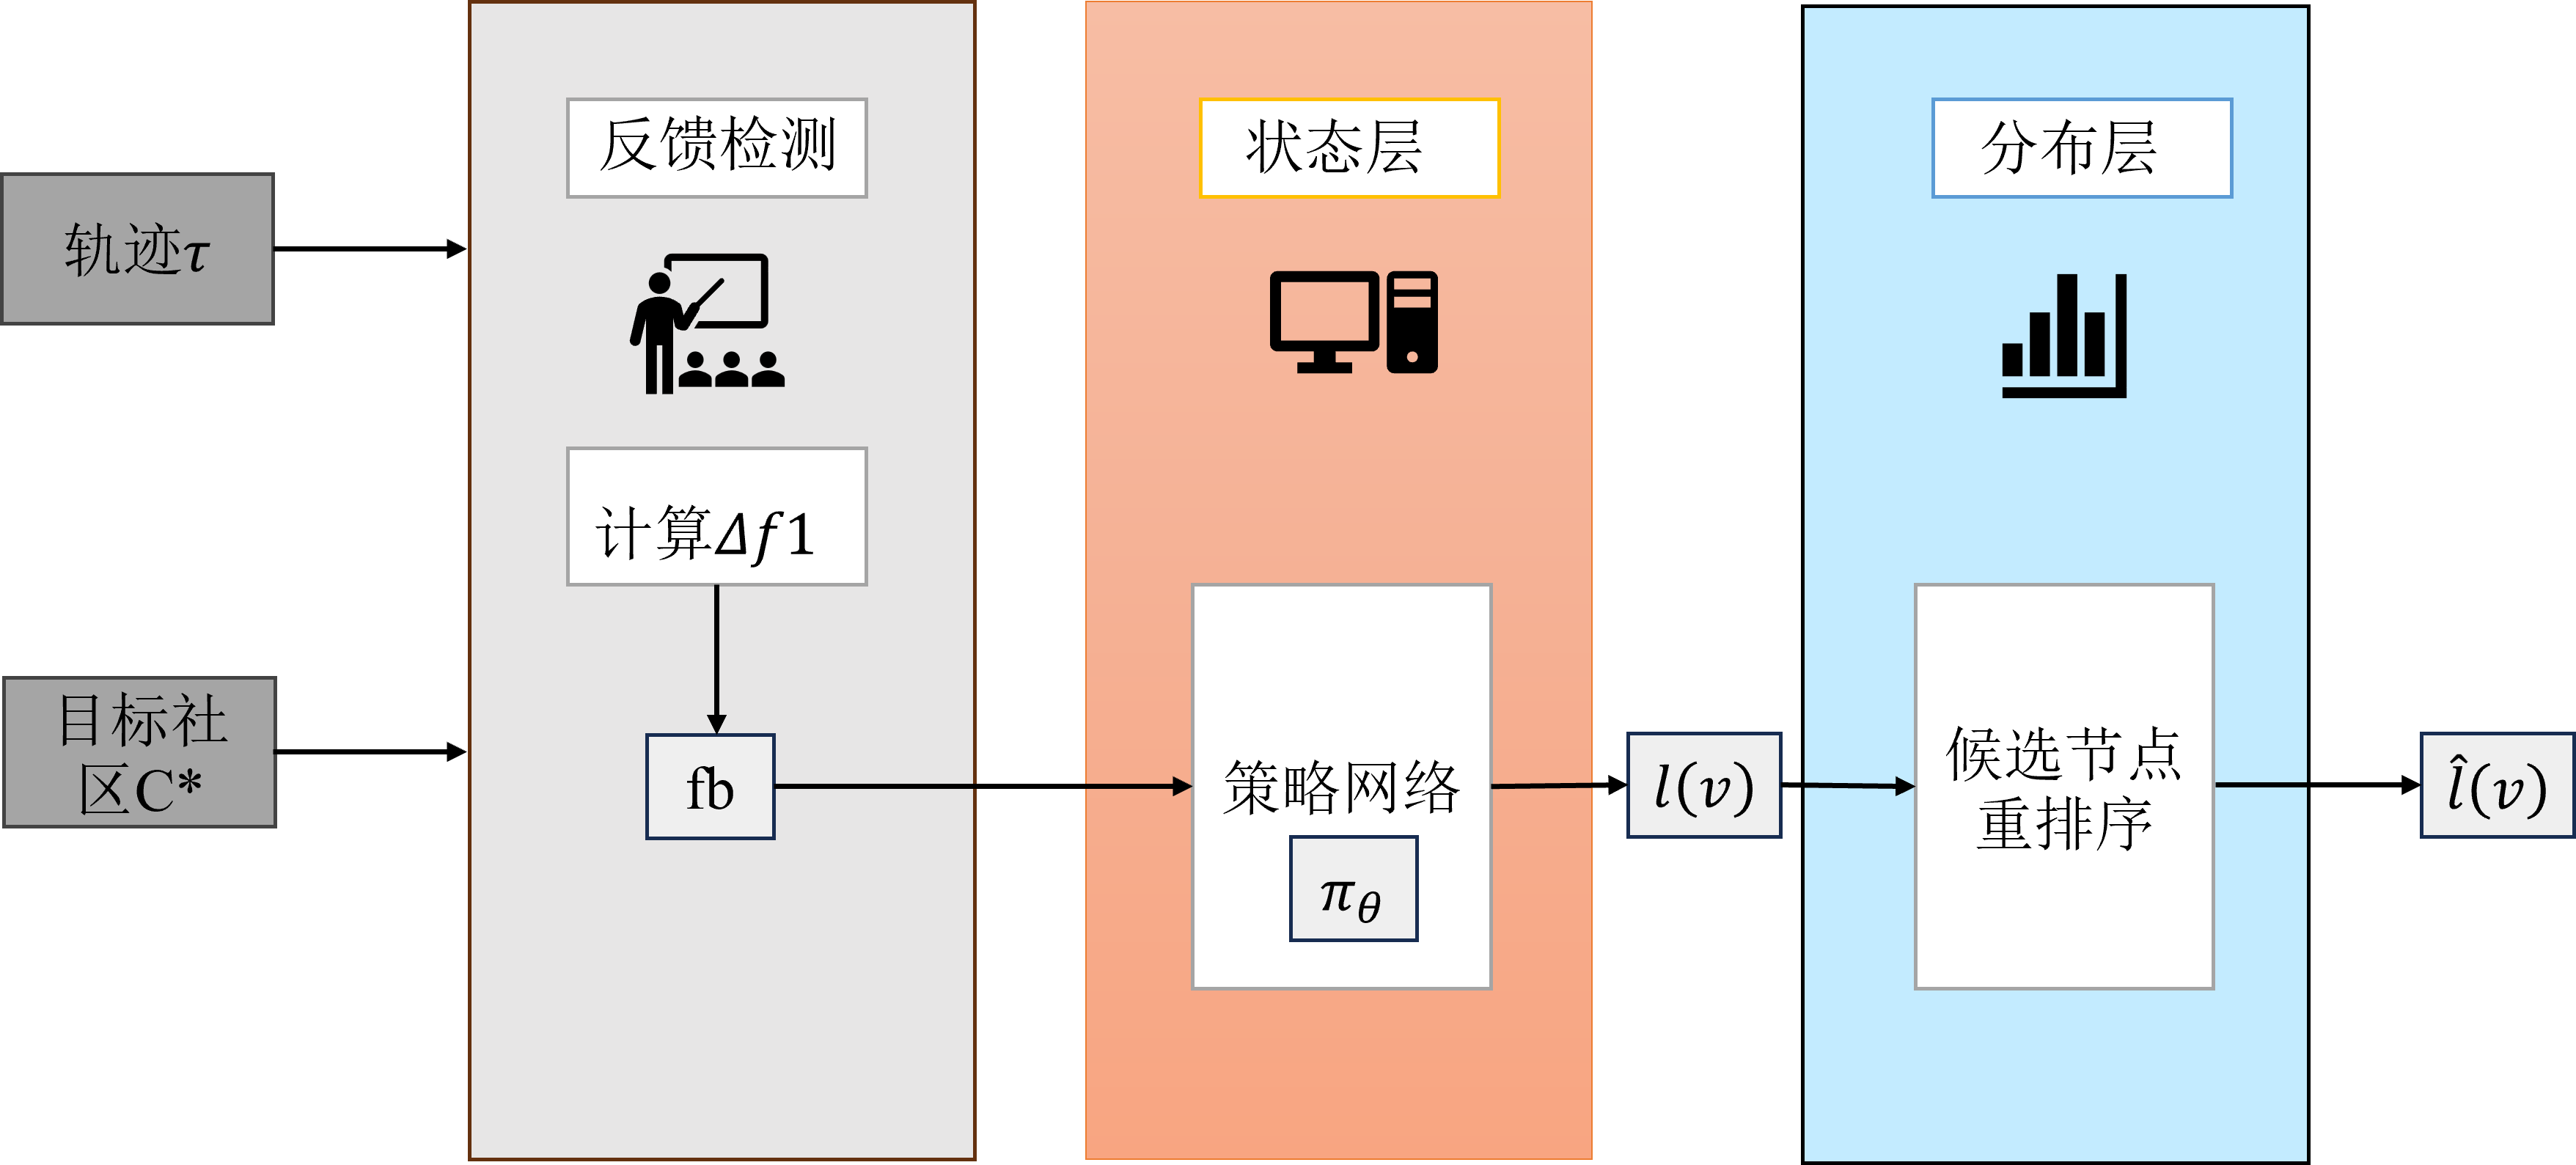 轨迹τ
目标社
区C*
反馈检测
计算Δf1
fb
状态层
策略网络
π_θ
l(v)
分布层
候选节点
重排序
l̂(v)